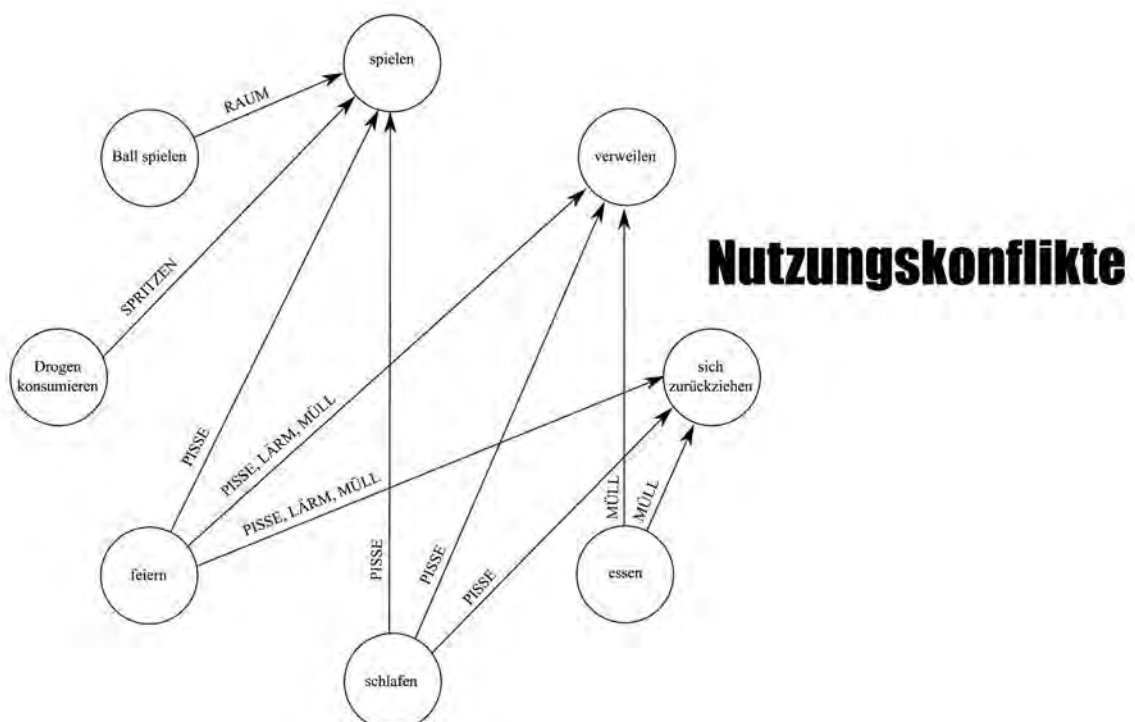 spielen
RAUM
Ball spielen
verweilen
Nutzungskonflikte
SPRITZEN
Drogen
konsumieren
sich
zurückziehen
PISSE
PISSE, LÄRM, MÜLL
PISSE, LÄRM, MÜLL
MÜLL
MÜLL
feiern
PISSE
PISSE
PISSE
essen
schlafen